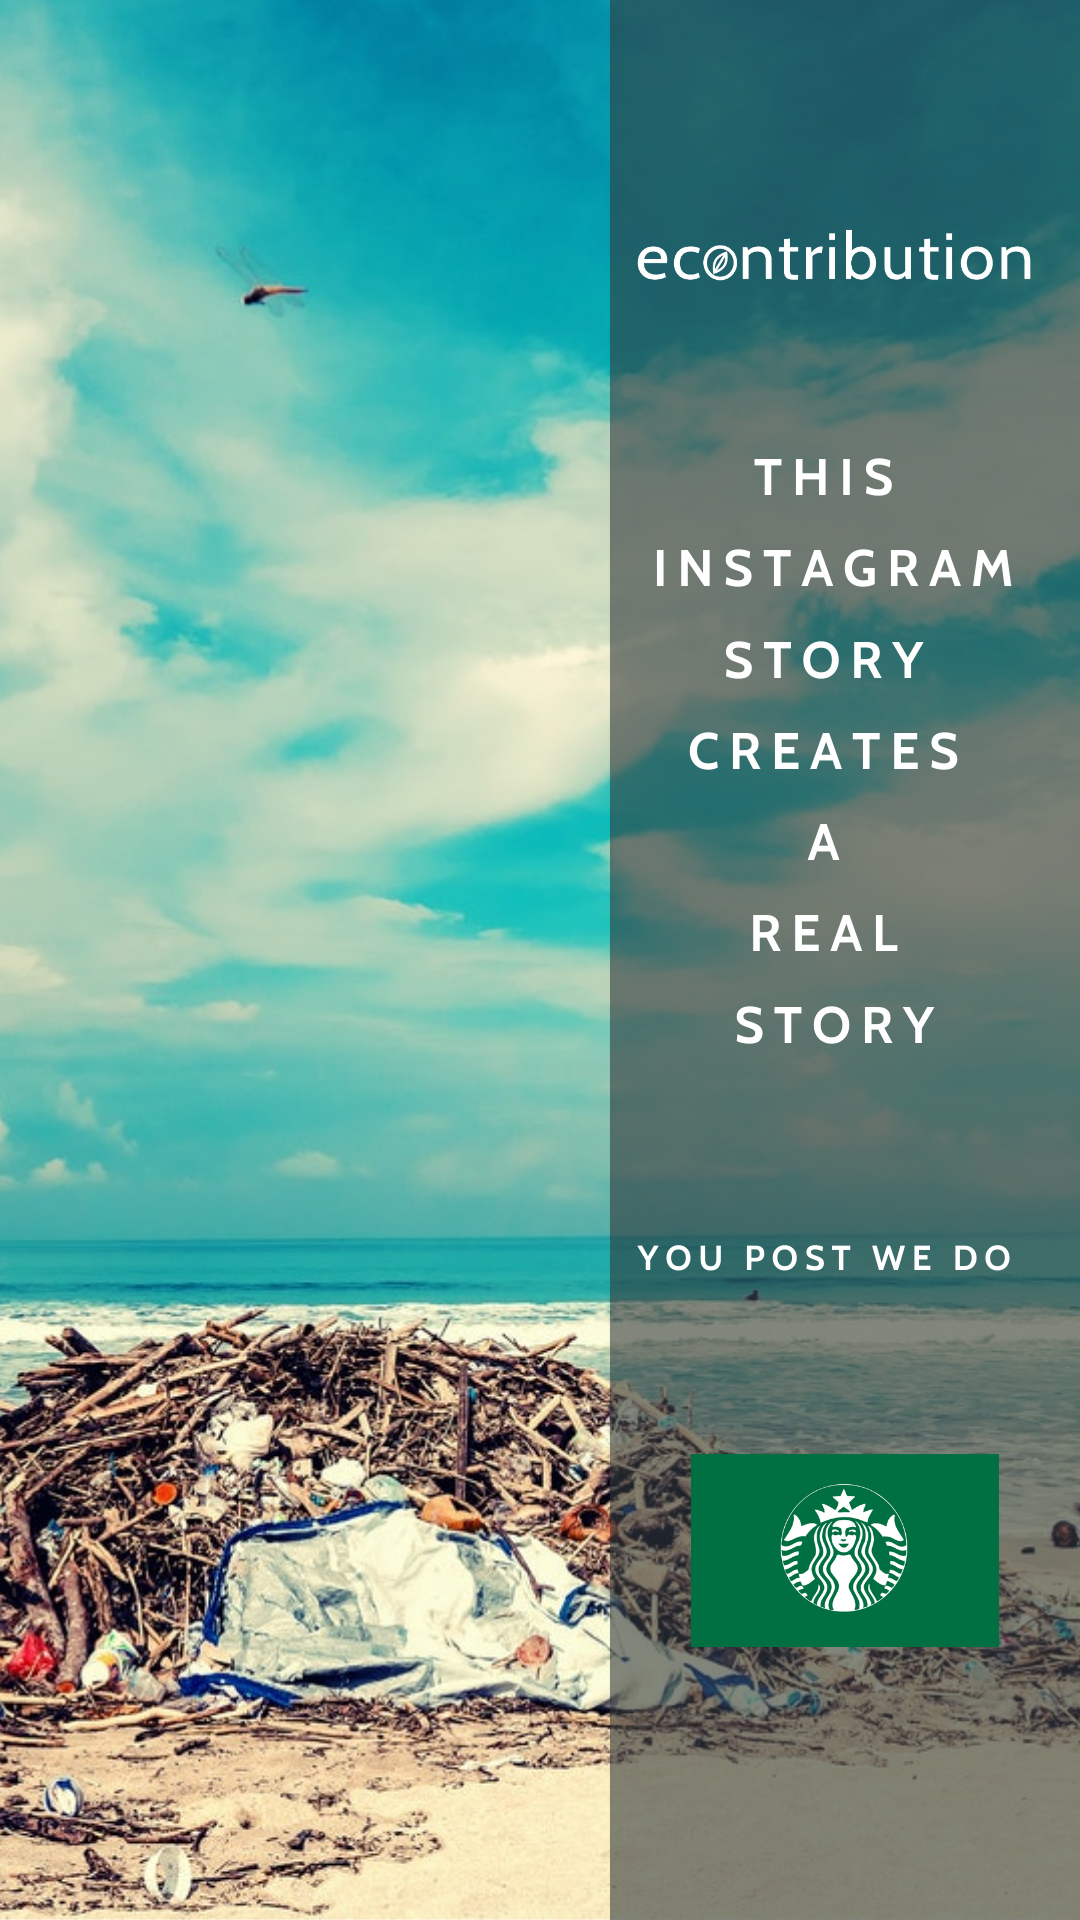 econtribution
THIS
INSTAGRAM
STORY
CREATES
A
REAL
STORY
YOU POST WE DO